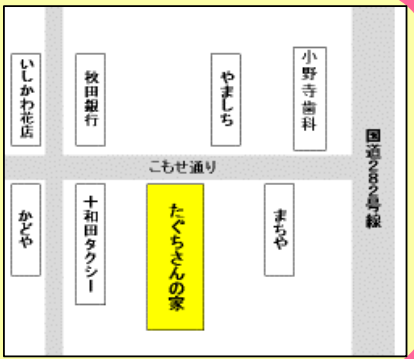 いしかわ花店
秋田銀行
やましち
小野寺歯科
こもせ通り
国道282号線
かどや
十和田タクシー
たぐちさんの家
まちや